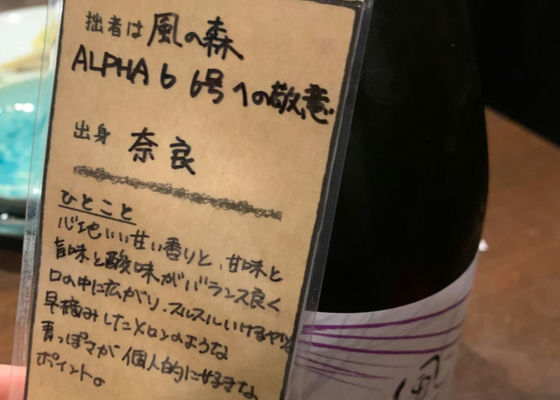 拙者は 風の森
ALPHA 6 6号への敬意
出身 奈良
ひとこと
心地いい甘い香りと、甘味と
旨味と酸味がバランス良く
口の中に広がり、スルスルいけるヤツ。
早摘みしたメロンのような
青っぽさが個人的に好きな
ポイント。
風